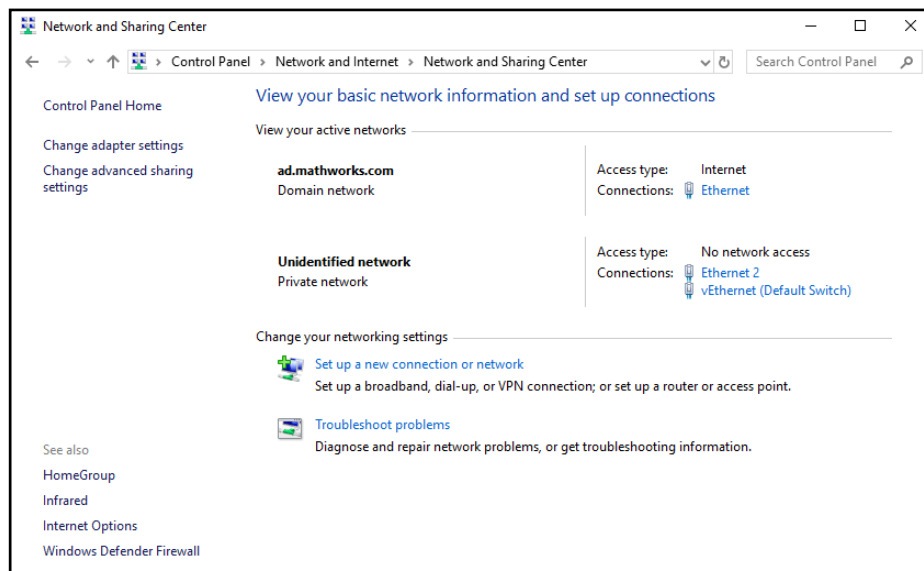 Network and Sharing Center
Control Panel > Network and Internet > Network and Sharing Center
Search Control Panel
Control Panel Home
Change adapter settings
Change advanced sharing
settings
View your basic network information and set up connections
View your active networks
ad.mathworks.com
Domain network
Access type: Internet
Connections: Ethernet
Unidentified network
Private network
Access type: No network access
Connections: Ethernet 2
vEthernet (Default Switch)
Change your networking settings
Set up a new connection or network
Set up a broadband, dial-up, or VPN connection; or set up a router or access point.
Troubleshoot problems
Diagnose and repair network problems, or get troubleshooting information.
See also
HomeGroup
Infrared
Internet Options
Windows Defender Firewall